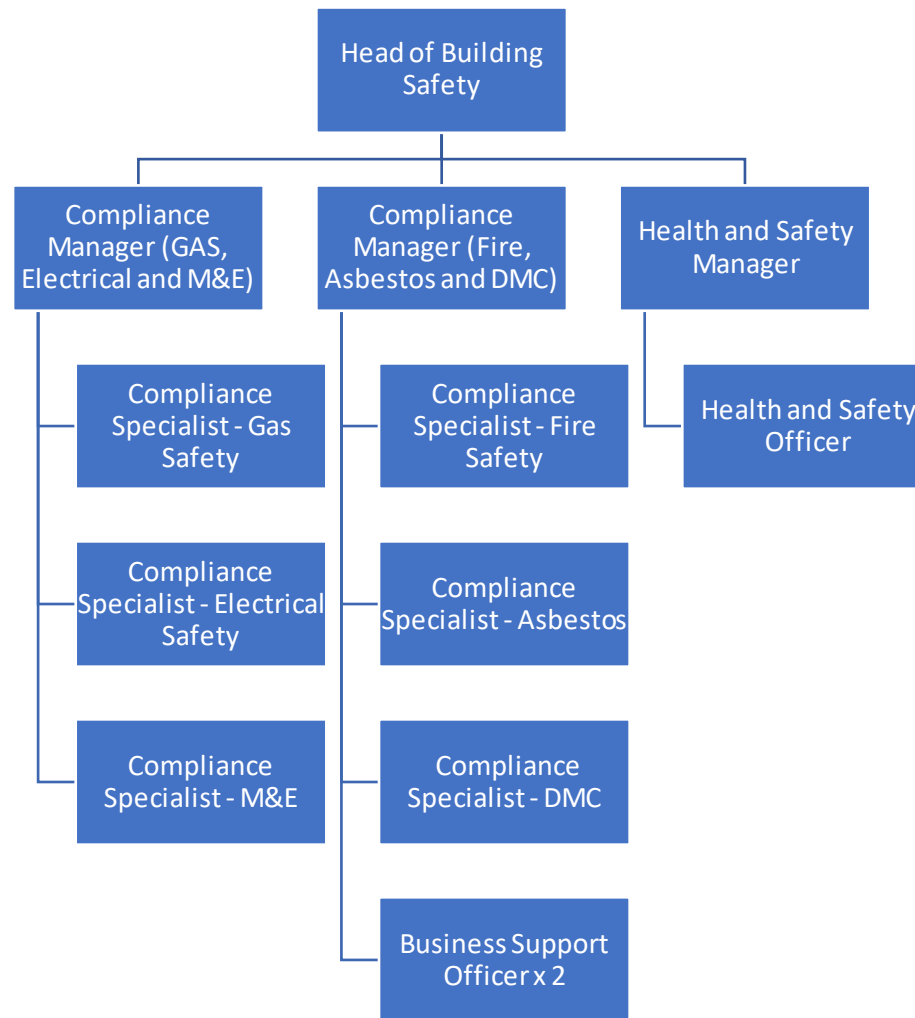 Head of Building
Safety
Compliance
Manager (GAS,
Electrical and M&E)
Compliance
Manager (Fire,
Asbestos and DMC)
Health and Safety
Manager
Compliance
Specialist - Gas
Safety
Compliance
Specialist - Fire
Safety
Health and Safety
Officer
Compliance
Specialist - Electrical
Safety
Compliance
Specialist - Asbestos
Compliance
Specialist - M&E
Compliance
Specialist - DMC
Business Support
Officer x 2